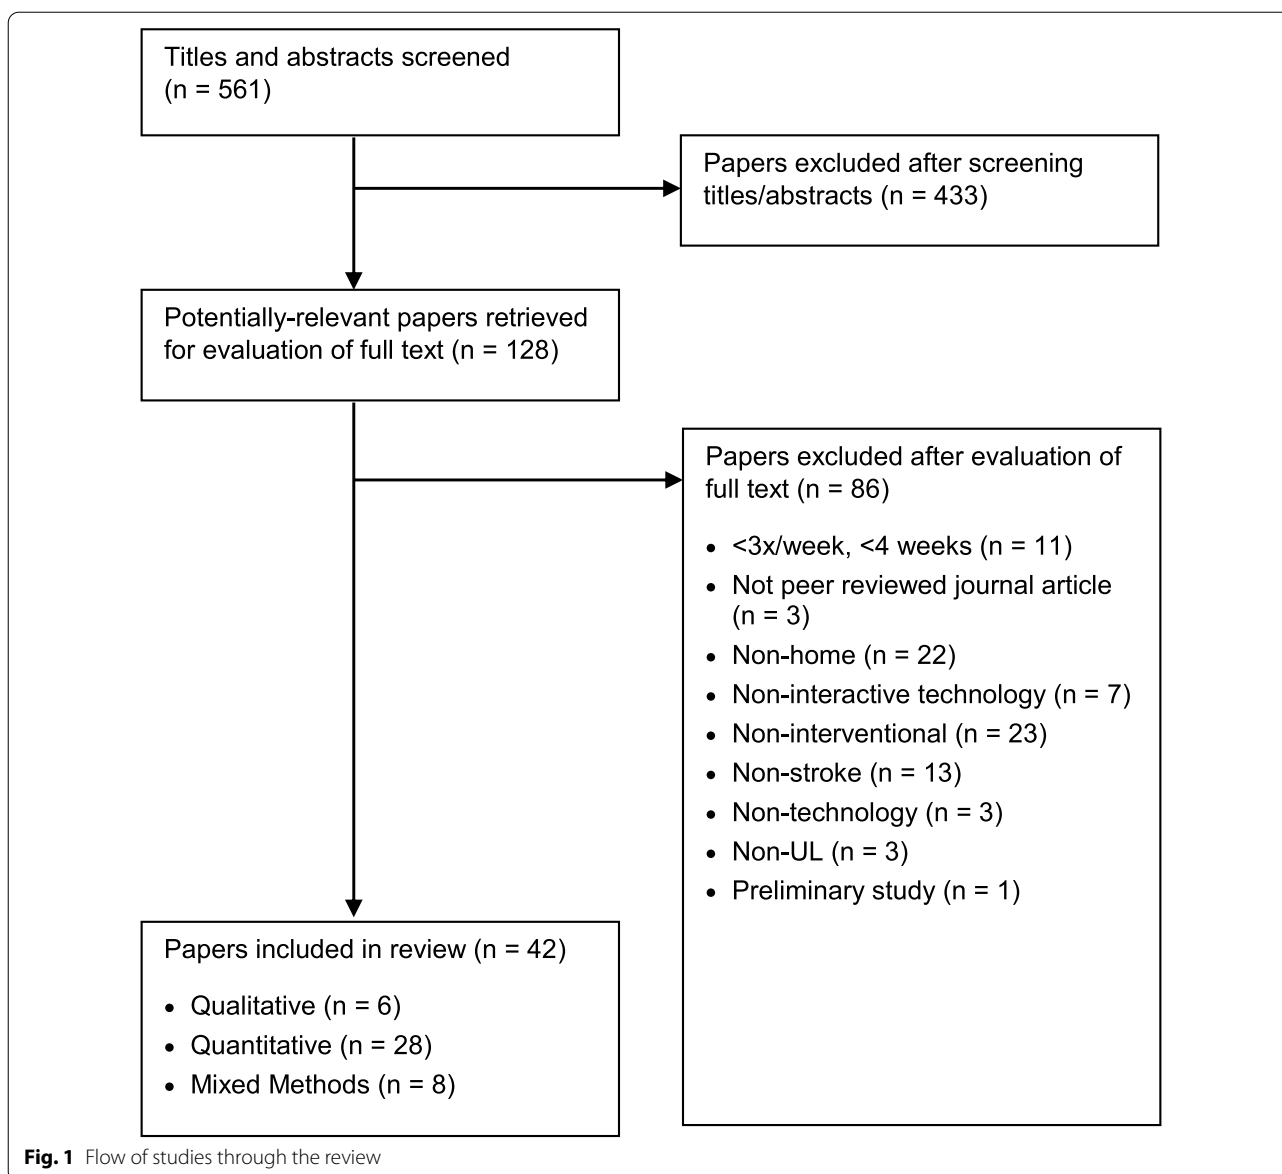 Titles and abstracts screened
(n = 561)
Papers excluded after screening
titles/abstracts (n = 433)
Potentially-relevant papers retrieved
for evaluation of full text (n = 128)
Papers excluded after evaluation of
full text (n = 86)
• <3x/week, <4 weeks (n = 11)
• Not peer reviewed journal article
(n = 3)
• Non-home (n = 22)
• Non-interactive technology (n = 7)
• Non-interventional (n = 23)
• Non-stroke (n = 13)
• Non-technology (n = 3)
• Non-UL (n = 3)
• Preliminary study (n = 1)
Papers included in review (n = 42)
• Qualitative (n = 6)
• Quantitative (n = 28)
• Mixed Methods (n = 8)
Fig. 1 Flow of studies through the review